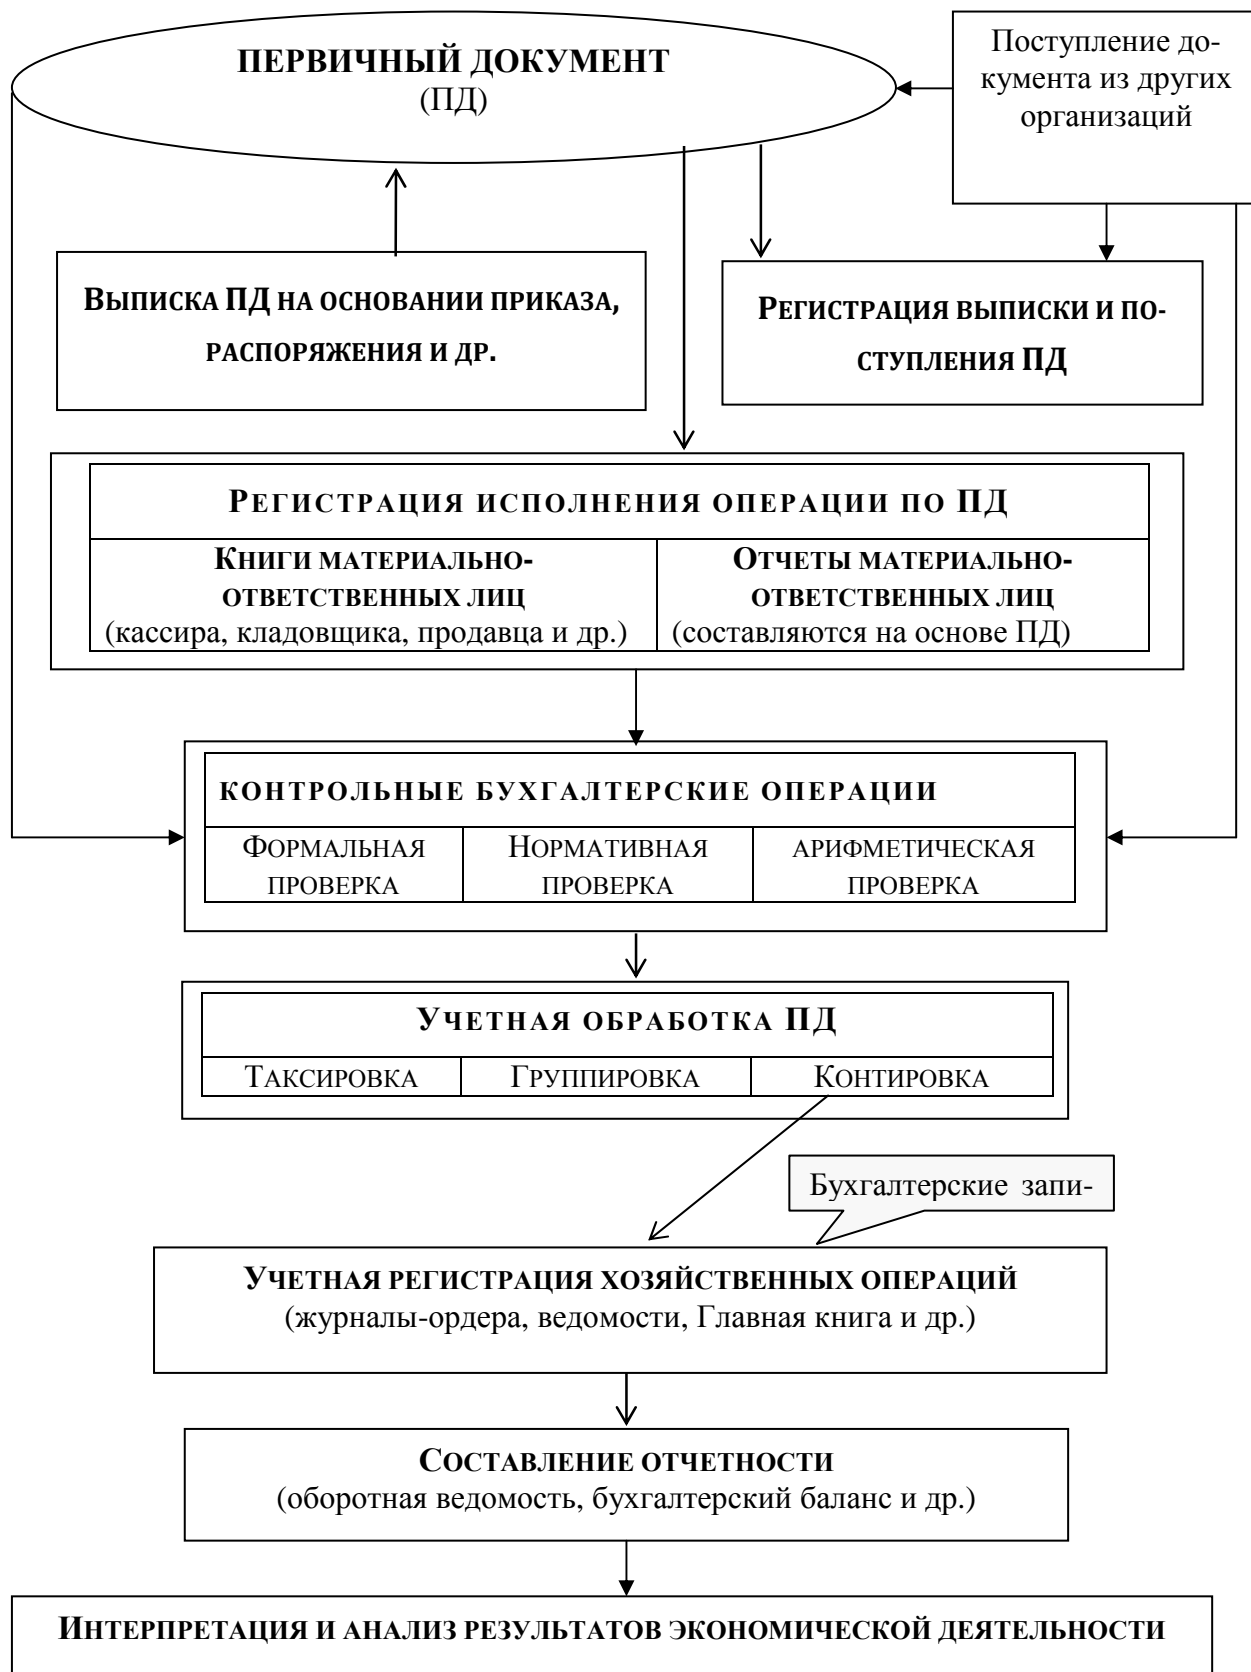 ПЕРВИЧНЫЙ ДОКУМЕНТ
(ПД)
Поступление до-
кумента из других
организаций
Выписка ПД на основании приказа,
распоряжения и др.
Регистрация выписки и по-
ступления ПД
Регистрация исполнения операции по ПД
Книги материально-
ответственных лиц
(кассира, кладовщика, продавца и др.)
Отчеты материально-
ответственных лиц
(составляются на основе ПД)
контрольные бухгалтерские операции
Формальная
проверка
Нормативная
проверка
арифметическая
проверка
Учетная обработка ПД
Таксировка
Группировка
Контировка
Бухгалтерские запи-
Учетная регистрация хозяйственных операций
(журналы-ордера, ведомости, Главная книга и др.)
Составление отчетности
(оборотная ведомость, бухгалтерский баланс и др.)
Интерпретация и анализ результатов экономической деятельности